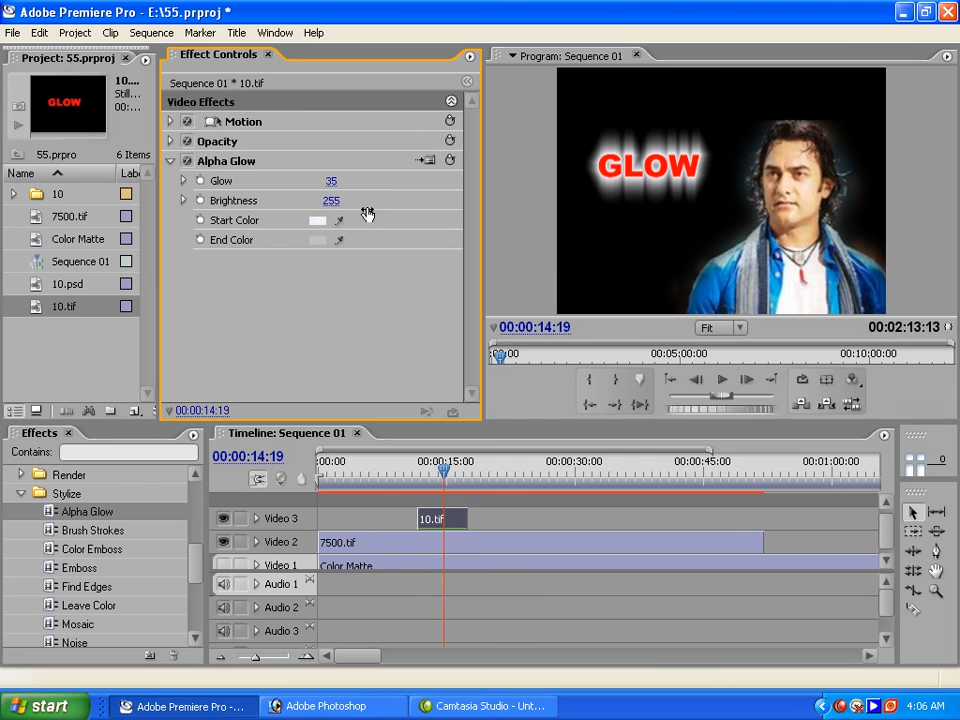 Adobe Premiere Pro - E:\55.prproj *
File Edit Project Clip Sequence Marker Title Window Help
Project: 55.prproj
10....
Still...
00:...
GLOW
55.prpro
6 Items
Name
Labe
10
7500.tif
Color Matte
Sequence 01
10.psd
10.tif
Effect Controls
Sequence 01 * 10.tif
Video Effects
Motion
Opacity
Alpha Glow
Glow 35
Brightness 255
Start Color
End Color
00:00:14:19
Program: Sequence 01
GLOW
00:00:14:19
Fit
00:02:13:13
00:00
00:05:00:00
00:10:00:00
Effects
Contains:
Render
Stylize
Alpha Glow
Brush Strokes
Color Emboss
Emboss
Find Edges
Leave Color
Mosaic
Noise
Timeline: Sequence 01
00:00:14:19
:00:00 00:00:15:00 00:00:30:00 00:00:45:00 00:01:00:00
Video 3
10.tif
Video 2
7500.tif
Video 1
Color Matte
Audio 1
Audio 2
Audio 3
0
start
Adobe Premiere Pro -...
Adobe Photoshop
Camtasia Studio - Unt...
4:06 AM